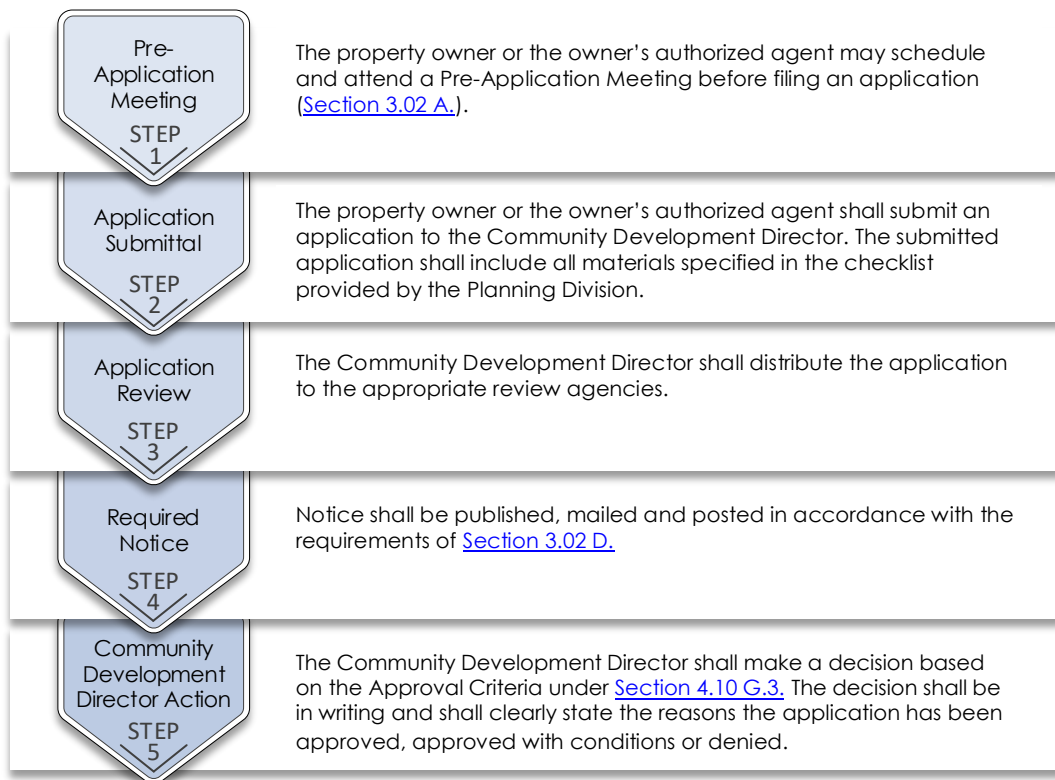 Pre-
Application
Meeting
STEP
1
The property owner or the owner’s authorized agent may schedule
and attend a Pre-Application Meeting before filing an application
(Section 3.02 A.).
Application
Submittal
STEP
2
The property owner or the owner’s authorized agent shall submit an
application to the Community Development Director. The submitted
application shall include all materials specified in the checklist
provided by the Planning Division.
Application
Review
STEP
3
The Community Development Director shall distribute the application
to the appropriate review agencies.
Required
Notice
STEP
4
Notice shall be published, mailed and posted in accordance with the
requirements of Section 3.02 D.
Community
Development
Director Action
STEP
5
The Community Development Director shall make a decision based
on the Approval Criteria under Section 4.10 G.3. The decision shall be
in writing and shall clearly state the reasons the application has been
approved, approved with conditions or denied.